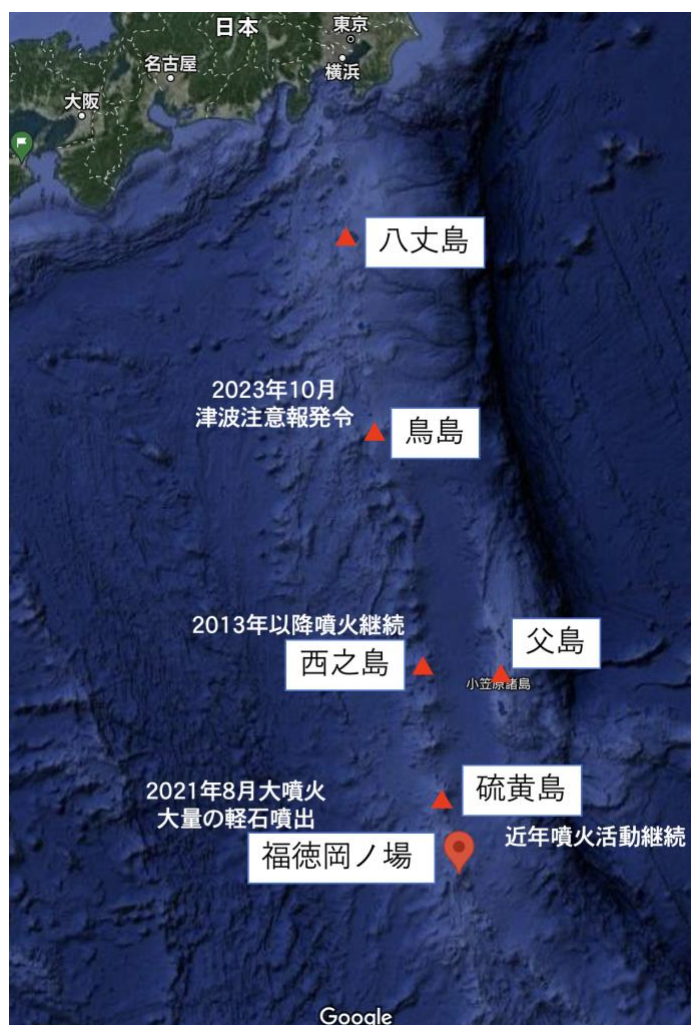 日本
東京
名古屋
横浜
大阪
八丈島
2023年10月
津波注意報発令
鳥島
2013年以降噴火継続
西之島
父島
小笠原諸島
2021年8月大噴火
大量の軽石噴出
硫黄島
近年噴火活動継続
福徳岡ノ場
Google